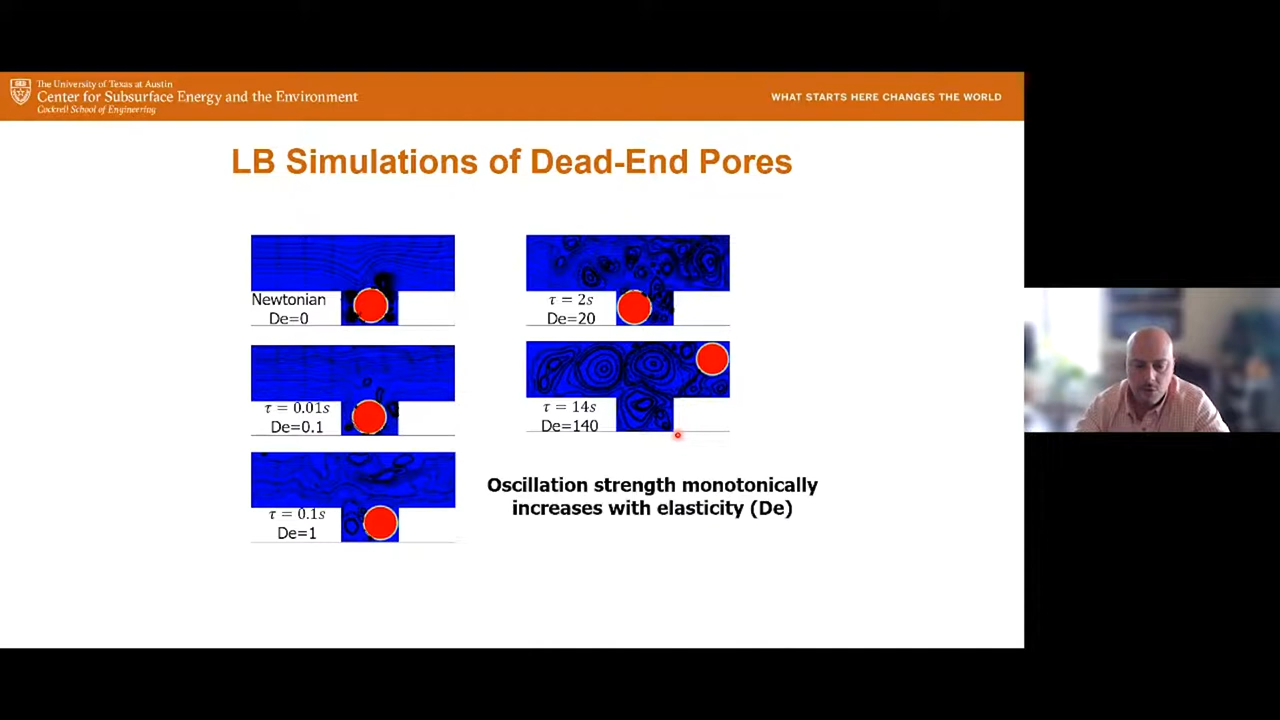 The University of Texas at Austin
Center for Subsurface Energy and the Environment
Cockrell School of Engineering
WHAT STARTS HERE CHANGES THE WORLD
LB Simulations of Dead-End Pores
Newtonian
De=0
τ = 0.01s
De=0.1
τ = 0.1s
De=1
τ = 2s
De=20
τ = 14s
De=140
Oscillation strength monotonically
increases with elasticity (De)